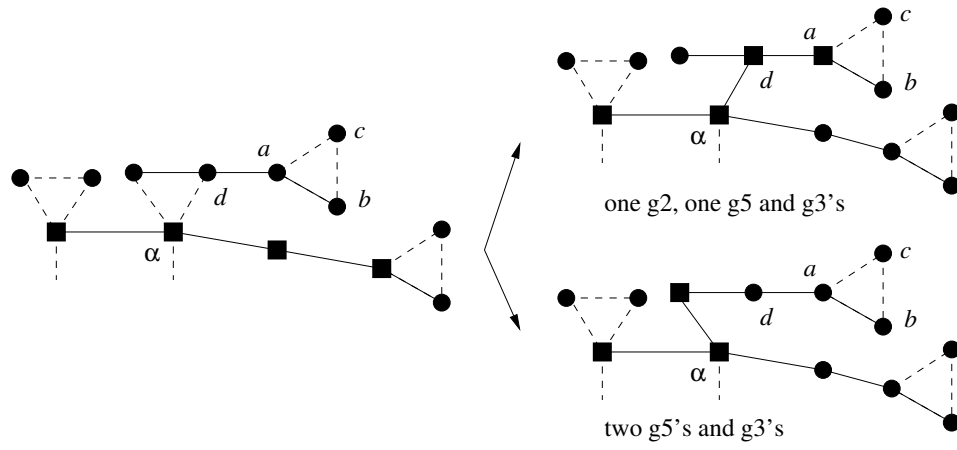 c
a
b
d
α
c
a
b
d
α
one g2, one g5 and g3's
c
a
b
d
α
two g5's and g3's